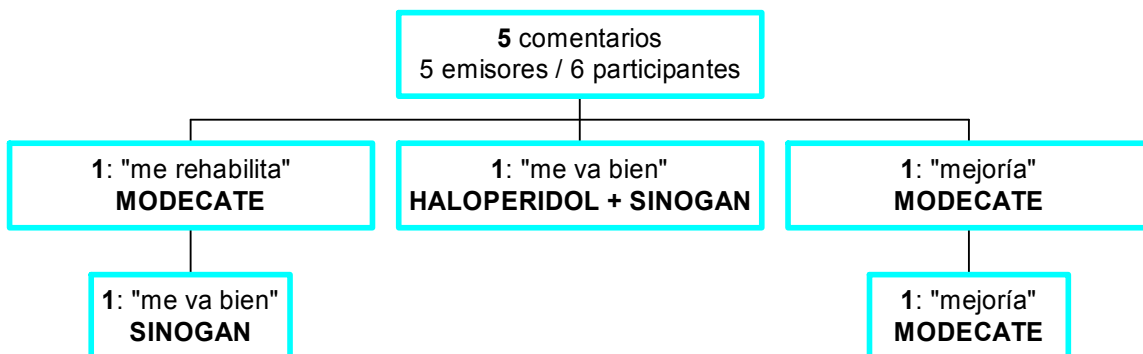 5 comentarios
5 emisores / 6 participantes
1: "me rehabilita"
MODECATE
1: "me va bien"
HALOPERIDOL + SINOGAN
1: "mejoría"
MODECATE
1: "me va bien"
SINOGAN
1: "mejoría"
MODECATE